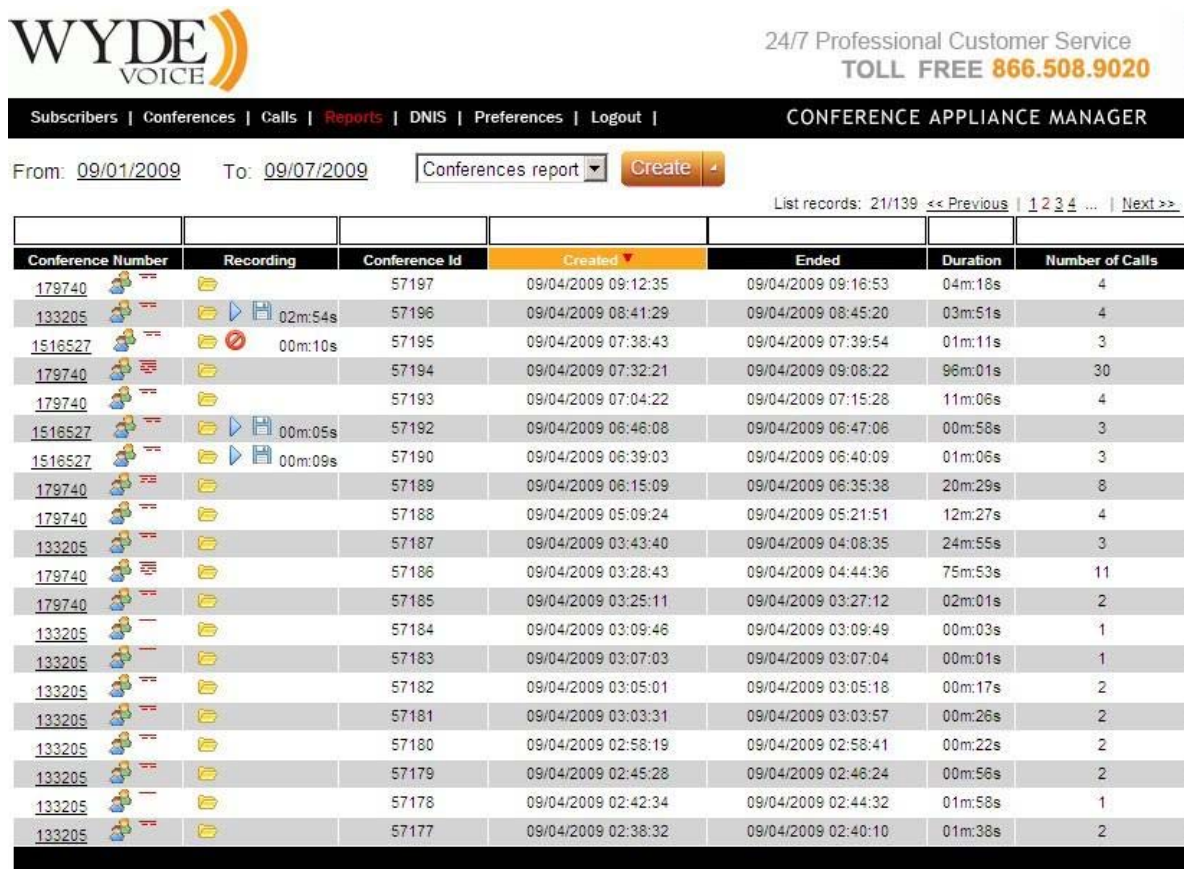 WYDE
VOICE
24/7 Professional Customer Service
TOLL FREE 866.508.9020
Subscribers | Conferences | Calls | Reports | DNIS | Preferences | Logout |
CONFERENCE APPLIANCE MANAGER
From: 09/01/2009 To: 09/07/2009 Conferences report Create
List records: 21/139 << Previous | 1 2 3 4 ... | Next >>
Conference Number Recording Conference Id Created Ended Duration Number of Calls
179740 57197 09/04/2009 09:12:35 09/04/2009 09:16:53 04m:18s 4
133205 02m:54s 57196 09/04/2009 08:41:29 09/04/2009 08:45:20 03m:51s 4
1516527 00m:10s 57195 09/04/2009 07:38:43 09/04/2009 07:39:54 01m:11s 3
179740 57194 09/04/2009 07:32:21 09/04/2009 09:08:22 96m:01s 30
179740 57193 09/04/2009 07:04:22 09/04/2009 07:15:28 11m:06s 4
1516527 00m:05s 57192 09/04/2009 06:46:08 09/04/2009 06:47:06 00m:58s 3
1516527 00m:09s 57190 09/04/2009 06:39:03 09/04/2009 06:40:09 01m:06s 3
179740 57189 09/04/2009 06:15:09 09/04/2009 06:35:38 20m:29s 8
179740 57188 09/04/2009 05:09:24 09/04/2009 05:21:51 12m:27s 4
133205 57187 09/04/2009 03:43:40 09/04/2009 04:08:35 24m:55s 3
179740 57186 09/04/2009 03:28:43 09/04/2009 04:44:36 75m:53s 11
179740 57185 09/04/2009 03:25:11 09/04/2009 03:27:12 02m:01s 2
133205 57184 09/04/2009 03:09:46 09/04/2009 03:09:49 00m:03s 1
133205 57183 09/04/2009 03:07:03 09/04/2009 03:07:04 00m:01s 1
133205 57182 09/04/2009 03:05:01 09/04/2009 03:05:18 00m:17s 2
133205 57181 09/04/2009 03:03:31 09/04/2009 03:03:57 00m:26s 2
133205 57180 09/04/2009 02:58:19 09/04/2009 02:58:41 00m:22s 2
133205 57179 09/04/2009 02:45:28 09/04/2009 02:46:24 00m:56s 2
133205 57178 09/04/2009 02:42:34 09/04/2009 02:44:32 01m:58s 1
133205 57177 09/04/2009 02:38:32 09/04/2009 02:40:10 01m:38s 2